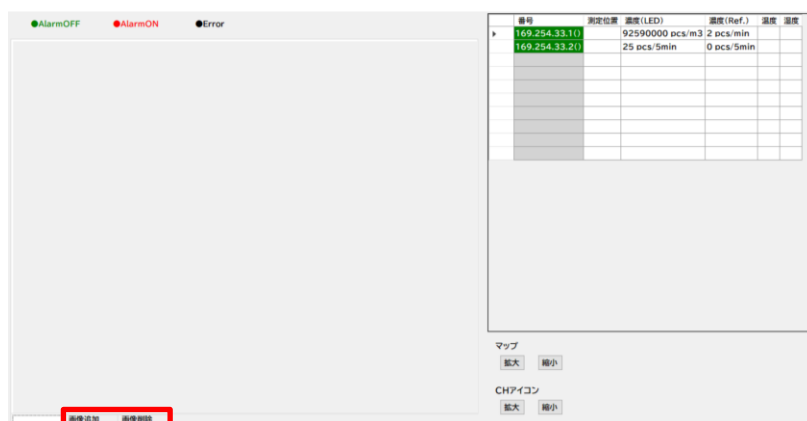 ●AlarmOFF ●AlarmON ●Error
番号 測定位置 濃度(LED) 濃度(Ref.) 温度 湿度
169.254.33.1() 92590000 pcs/m3 2 pcs/min
169.254.33.2() 25 pcs/5min 0 pcs/5min
マップ
拡大 縮小
CHアイコン
拡大 縮小
画像追加 画像削除